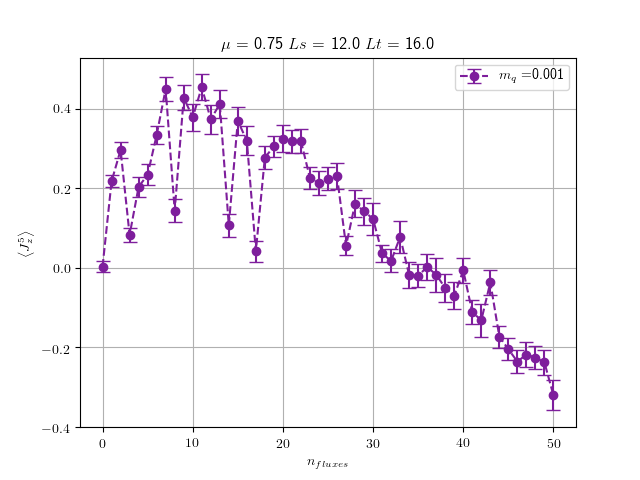 μ = 0.75 Ls = 12.0 Lt = 16.0
m_q =0.001
0.4
0.2
0.0
−0.2
−0.4
⟨J_z^5⟩
0 10 20 30 40 50
n_fluxes